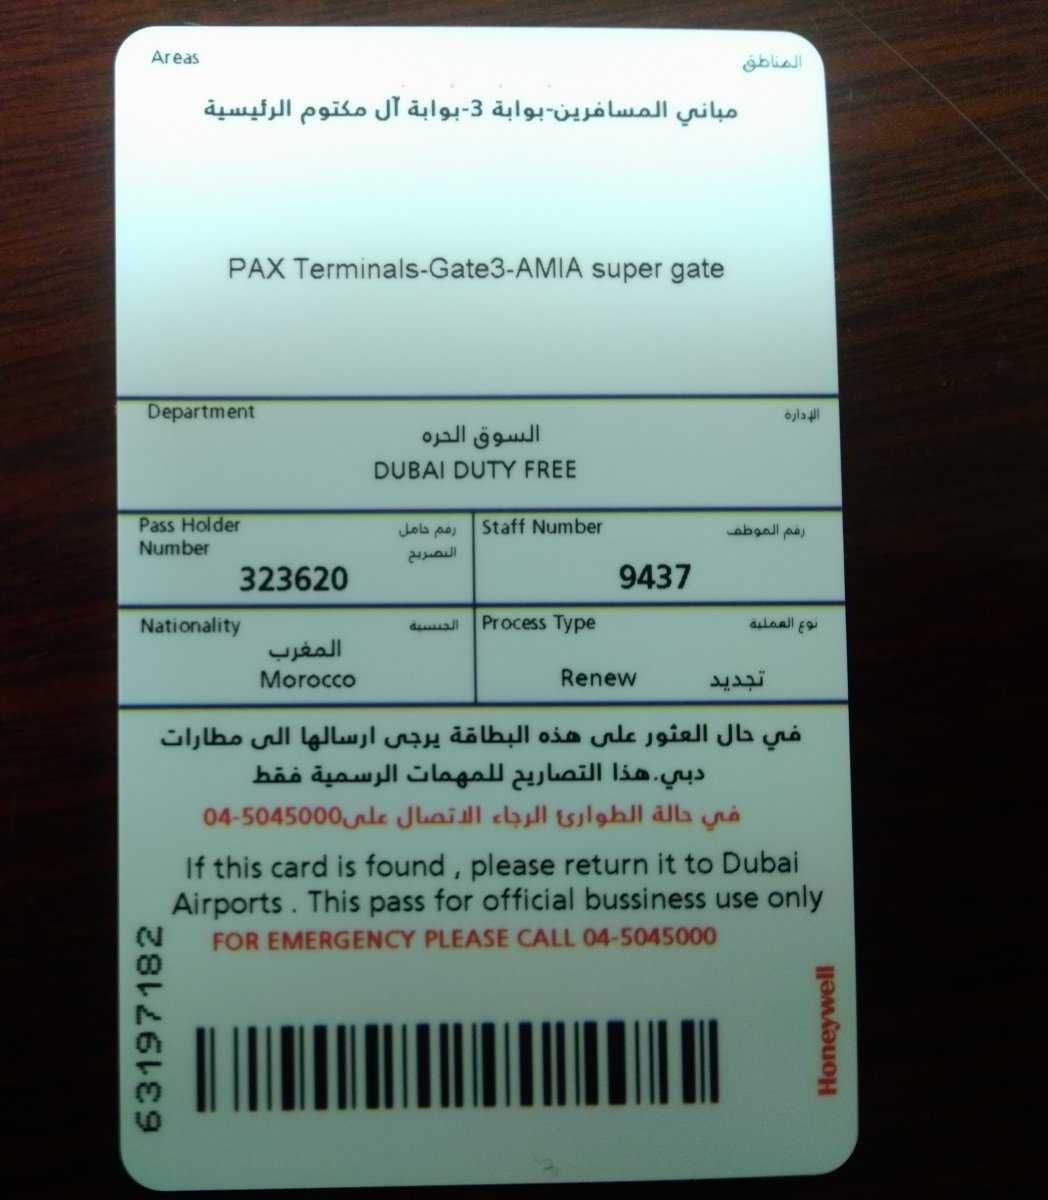 Areas
المناطق
مباني المسافرين-بوابة 3-بوابة آل مكتوم الرئيسية
PAX Terminals-Gate3-AMIA super gate
Department
الإدارة
السوق الحره
DUBAI DUTY FREE
Pass Holder
Number
رقم حامل
التصريح
323620
Staff Number
رقم الموظف
9437
Nationality
الجنسية
المغرب
Morocco
Process Type
نوع العملية
Renew
تجديد
في حال العثور على هذه البطاقة يرجى ارسالها الى مطارات
دبي.هذا التصاريح للمهمات الرسمية فقط
في حالة الطوارئ الرجاء الاتصال على04-5045000
If this card is found , please return it to Dubai
Airports . This pass for official bussiness use only
FOR EMERGENCY PLEASE CALL 04-5045000
63197182
Honeywell